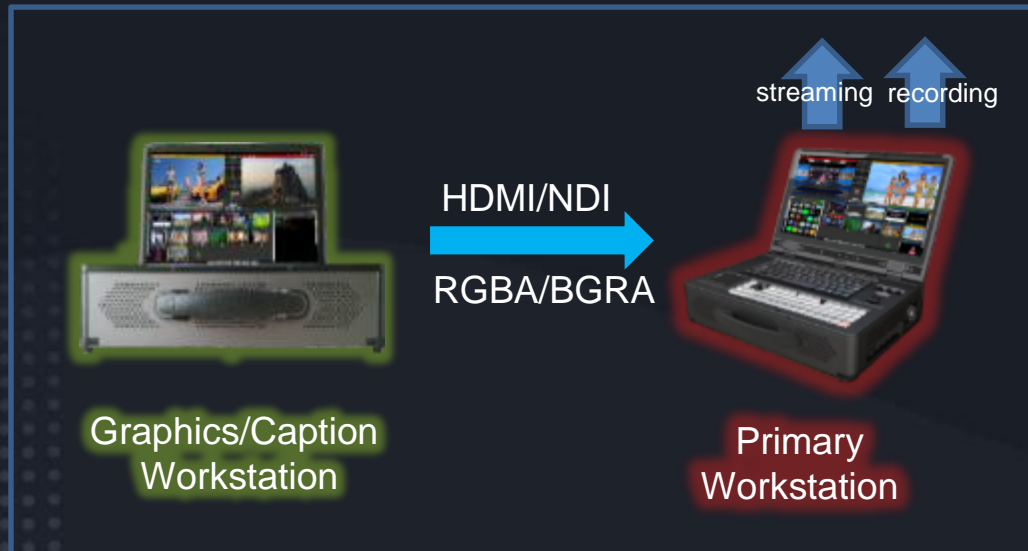 streaming recording
HDMI/NDI
RGBA/BGRA
Graphics/Caption
Workstation
Primary
Workstation